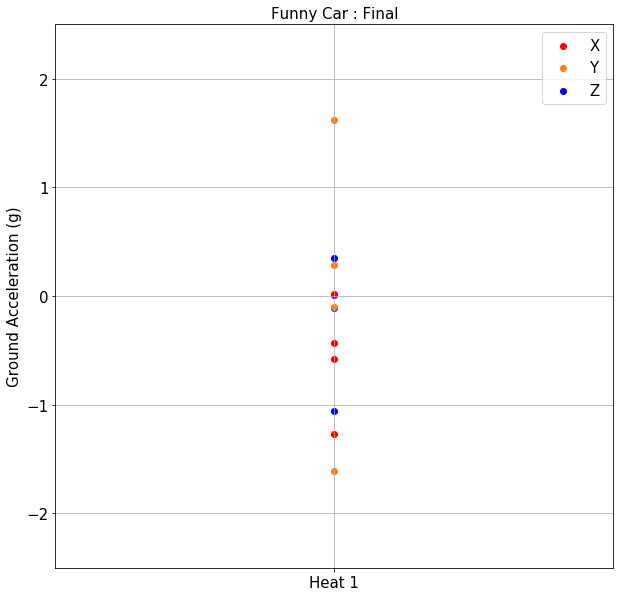 Funny Car : Final
X
Y
Z
2
1
0
−1
−2
Ground Acceleration (g)
Heat 1